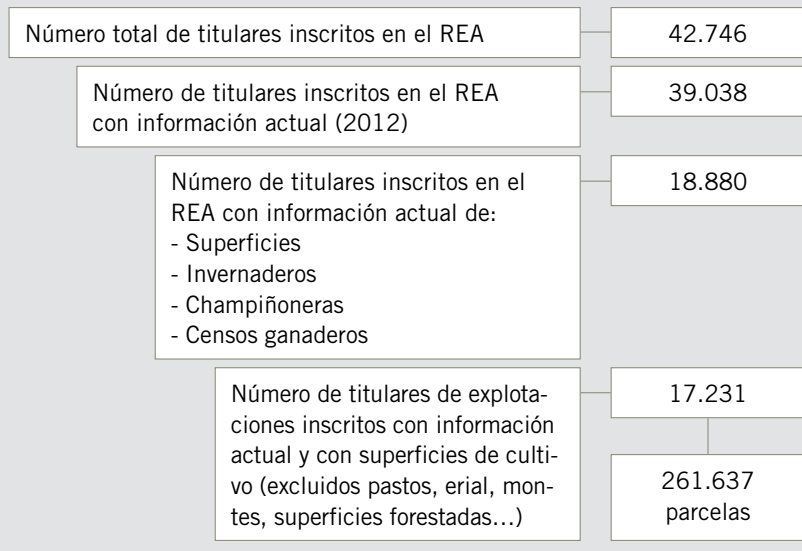 Número total de titulares inscritos en el REA
42.746
Número de titulares inscritos en el REA
con información actual (2012)
39.038
Número de titulares inscritos en el
REA con información actual de:
- Superficies
- Invernaderos
- Champiñoneras
- Censos ganaderos
18.880
Número de titulares de explota-
ciones inscritos con información
actual y con superficies de culti-
vo (excluidos pastos, erial, mon-
tes, superficies forestadas…)
17.231
261.637
parcelas